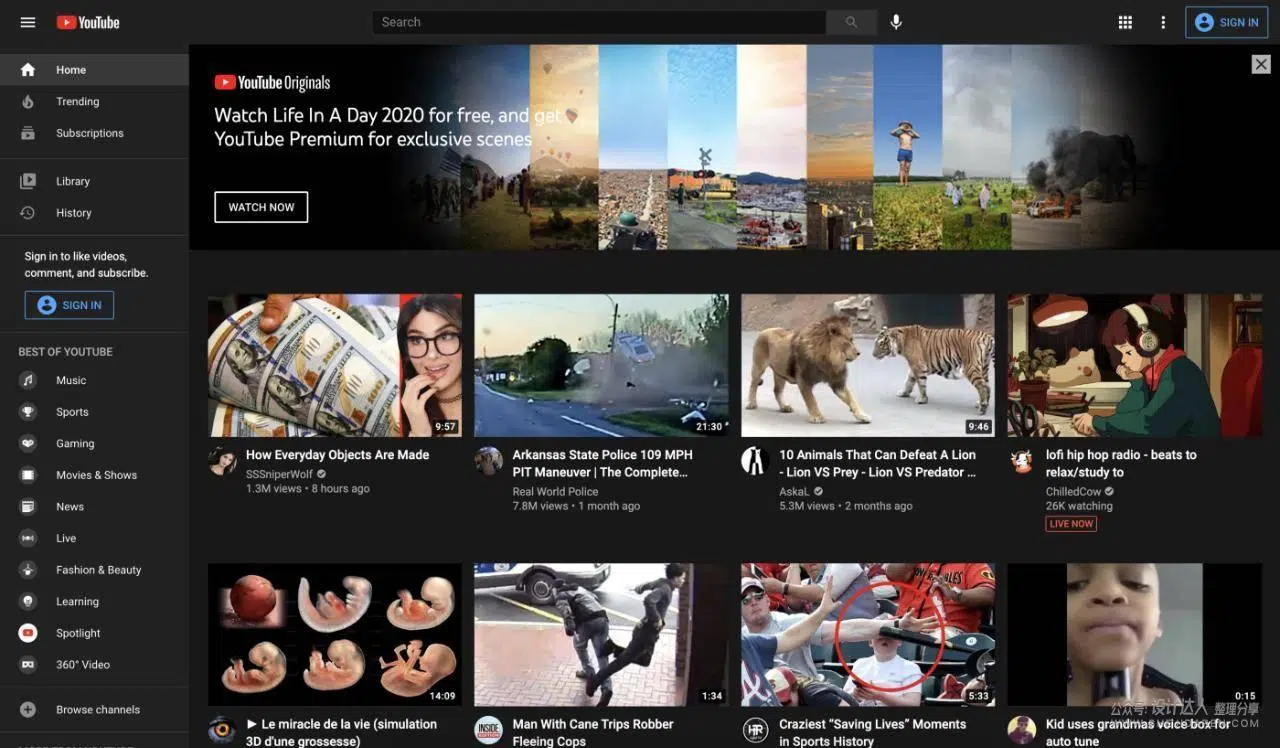 YouTube
Search
SIGN IN
Home
Trending
Subscriptions
Library
History
Sign in to like videos,
comment, and subscribe.
SIGN IN
BEST OF YOUTUBE
Music
Sports
Gaming
Movies & Shows
News
Live
Fashion & Beauty
Learning
Spotlight
360° Video
Browse channels
YouTube Originals
Watch Life In A Day 2020 for free, and get
YouTube Premium for exclusive scenes
WATCH NOW
9:57
How Everyday Objects Are Made
SSSniperWolf
1.3M views • 8 hours ago
21:30
Arkansas State Police 109 MPH
PIT Maneuver | The Complete...
Real World Police
7.8M views • 1 month ago
9:46
10 Animals That Can Defeat A Lion
- Lion VS Prey - Lion VS Predator ...
AskaL
5.3M views • 2 months ago
lofi hip hop radio - beats to
relax/study to
ChilledCow
26K watching
LIVE NOW
14:09
► Le miracle de la vie (simulation
3D d'une grossesse)
1:34
INSIDE EDITION
Man With Cane Trips Robber
Fleeing Cops
5:33
HR
Craziest “Saving Lives” Moments
in Sports History
0:15
Kid uses grandmas voice box for
auto tune
公众号: 设计达人 整理分享